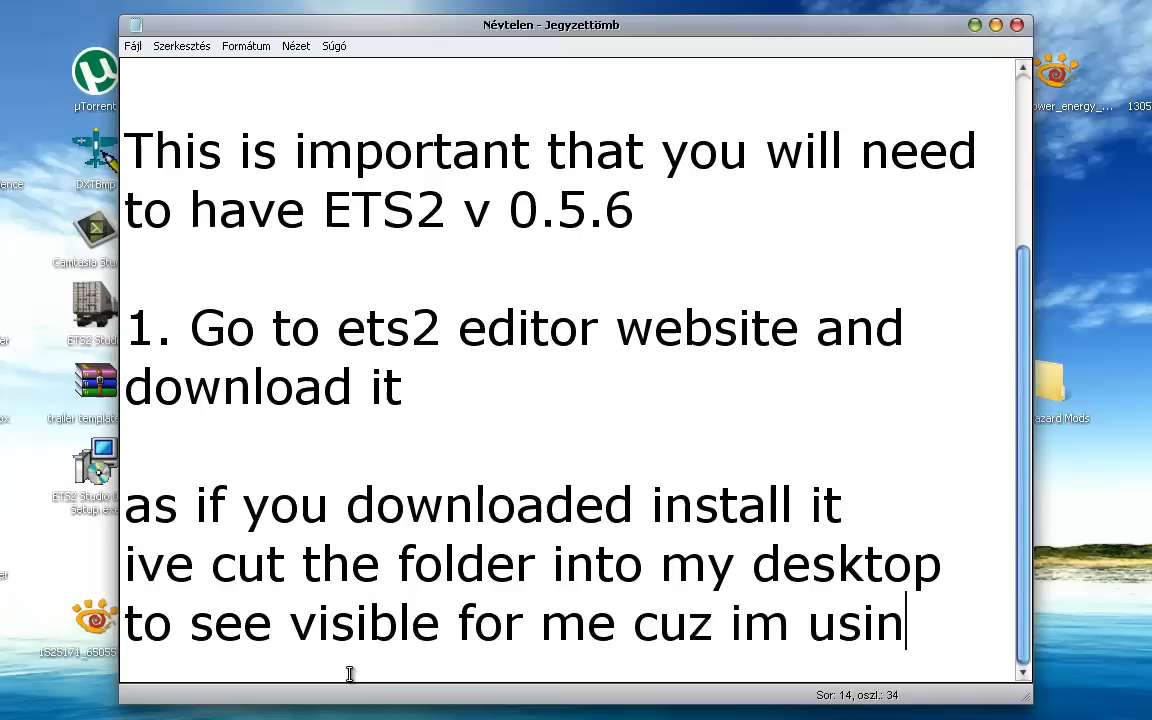 Névtelen - Jegyzettömb
Fájl Szerkesztés Formátum Nézet Súgó
This is important that you will need
to have ETS2 v 0.5.6
1. Go to ets2 editor website and
download it
as if you downloaded install it
ive cut the folder into my desktop
to see visible for me cuz im usin
Sor: 14, oszl.: 34
µTorrent
DXTBmp
Camtasia Stu
ETS2 Stud
trailer templat
ETS2 Studio
Setup.exe
1525171_65055
ower_energy_...
1305
azard Mods
ence